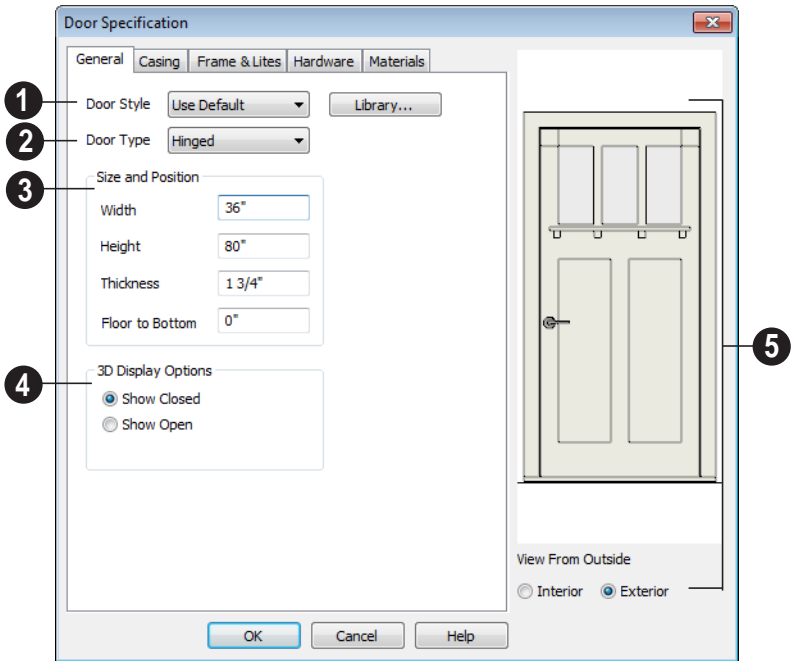 Door Specification
General Casing Frame & Lites Hardware Materials
1 Door Style Use Default Library...
2 Door Type Hinged
3 Size and Position
Width 36"
Height 80"
Thickness 1 3/4"
Floor to Bottom 0"
4 3D Display Options
Show Closed
Show Open
5
View From Outside
Interior Exterior
OK Cancel Help